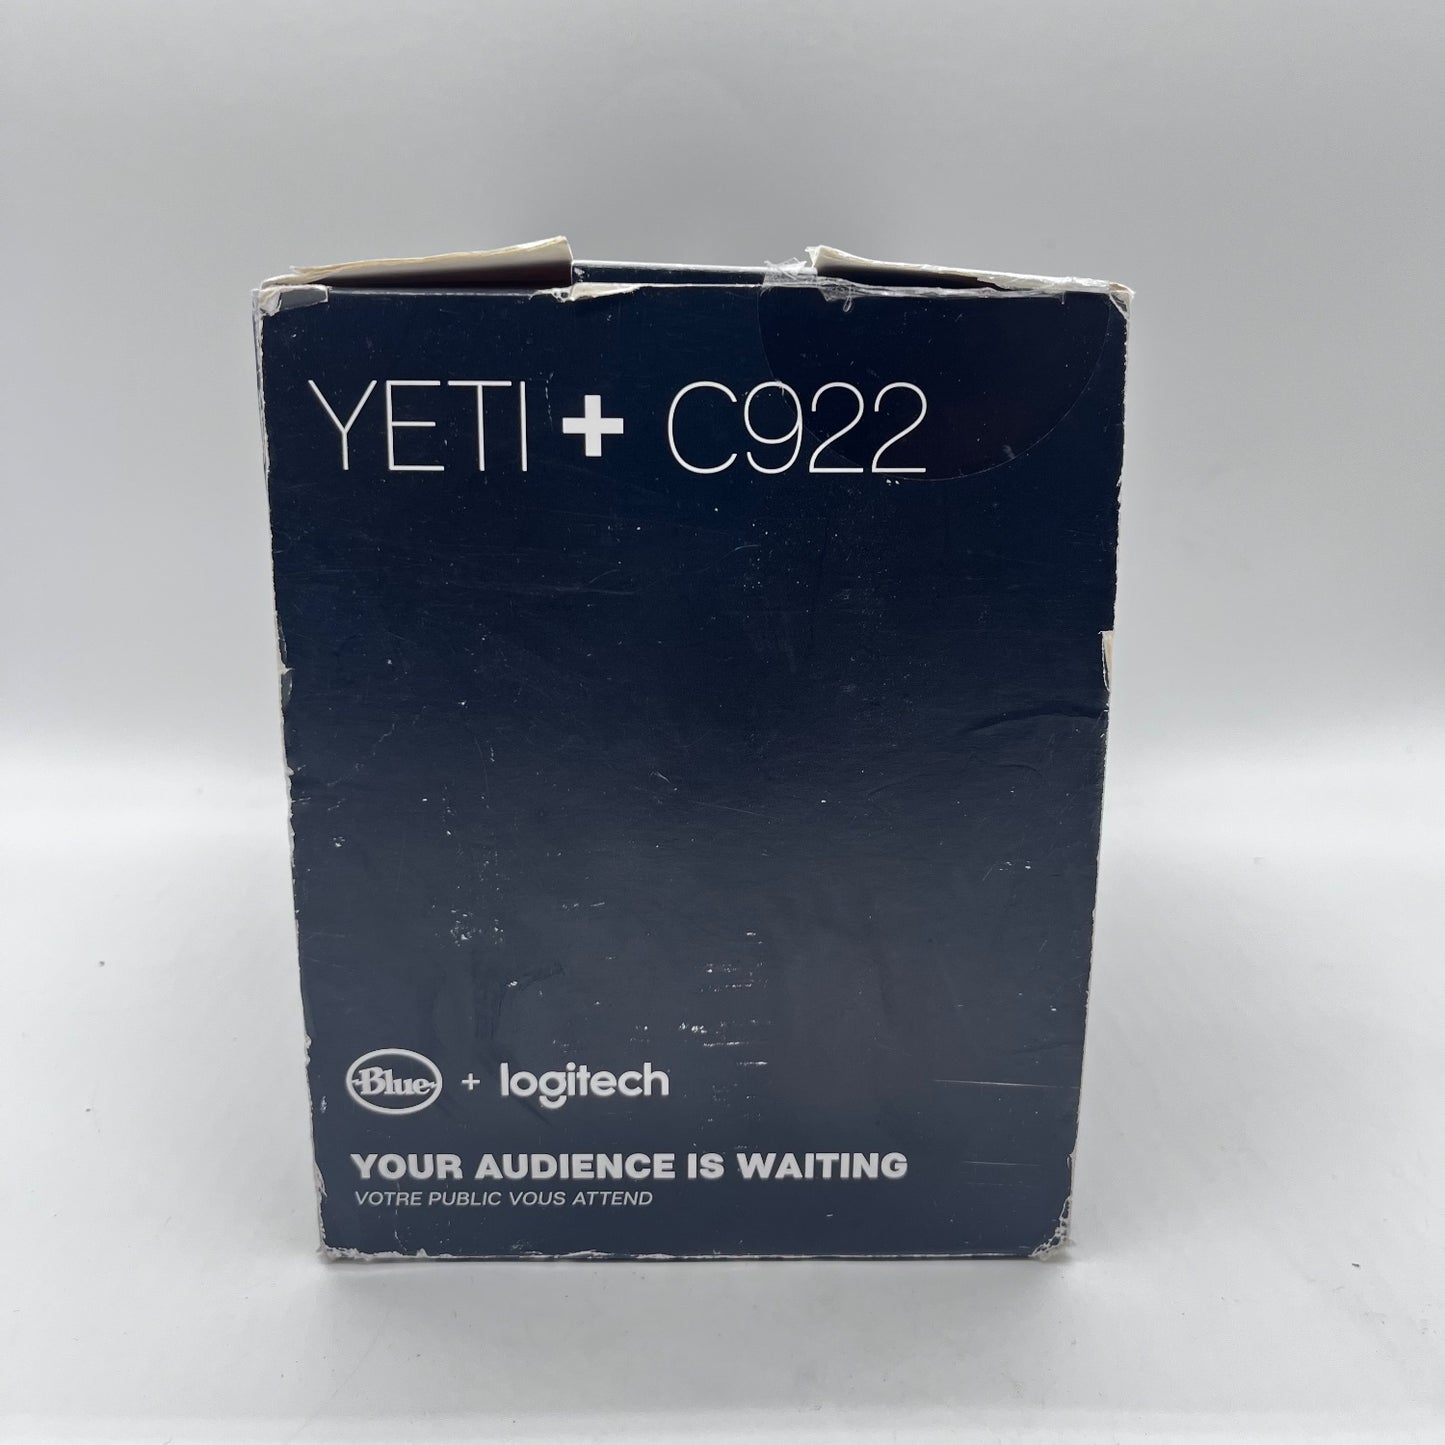 YETI + C922
Blue + logitech
YOUR AUDIENCE IS WAITING
VOTRE PUBLIC VOUS ATTEND